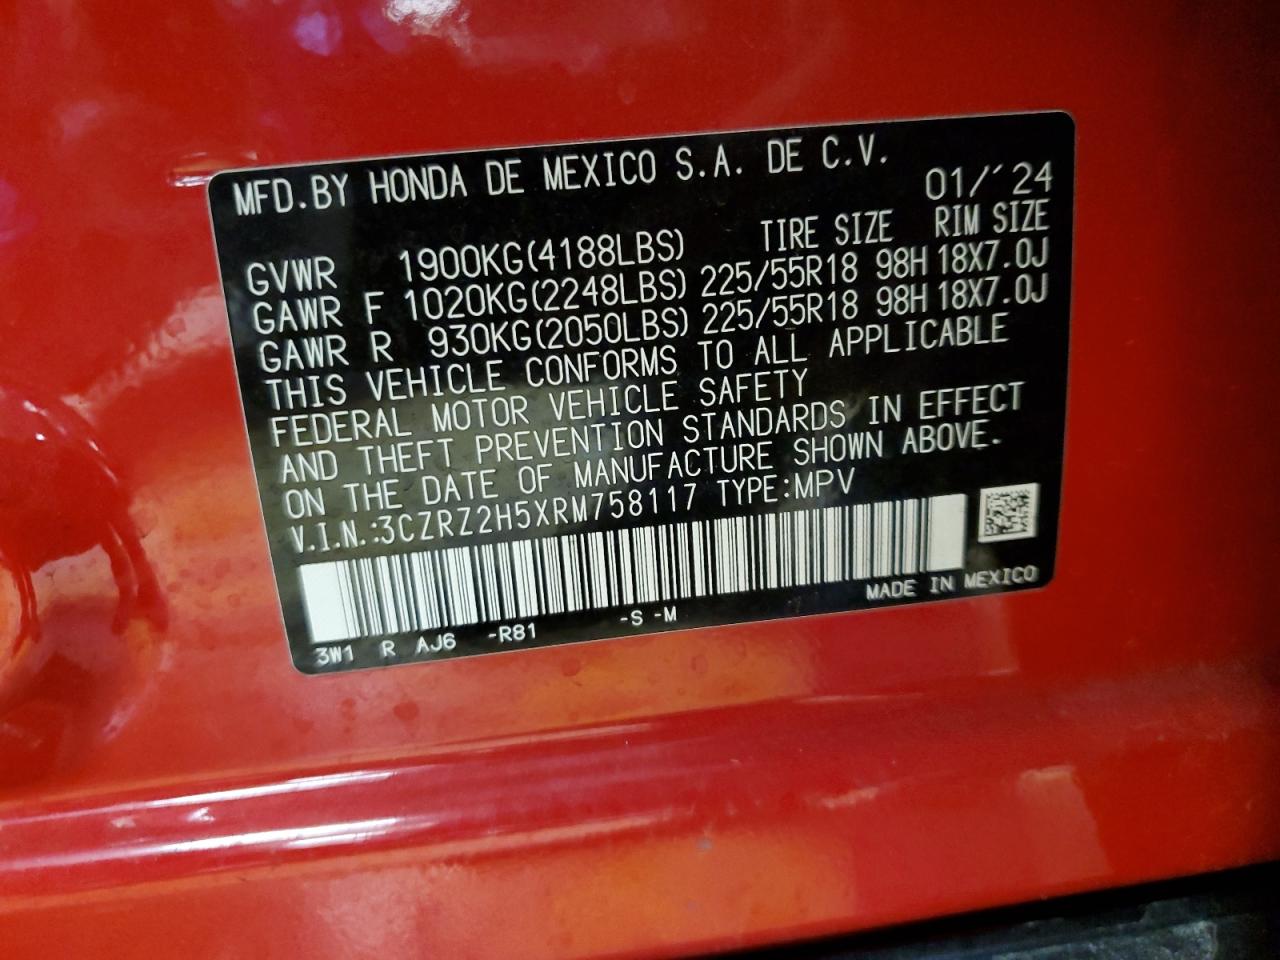 MFD.BY HONDA DE MEXICO S.A. DE C.V.
01/´24
TIRE SIZE RIM SIZE
GVWR 1900KG(4188LBS)
GAWR F 1020KG(2248LBS) 225/55R18 98H 18X7.0J
GAWR R 930KG(2050LBS) 225/55R18 98H 18X7.0J
THIS VEHICLE CONFORMS TO ALL APPLICABLE
FEDERAL MOTOR VEHICLE SAFETY
AND THEFT PREVENTION STANDARDS IN EFFECT
ON THE DATE OF MANUFACTURE SHOWN ABOVE.
V.I.N.:3CZRZ2H5XRM758117 TYPE:MPV
3W1 R AJ6 -R81 -S -M
MADE IN MEXICO